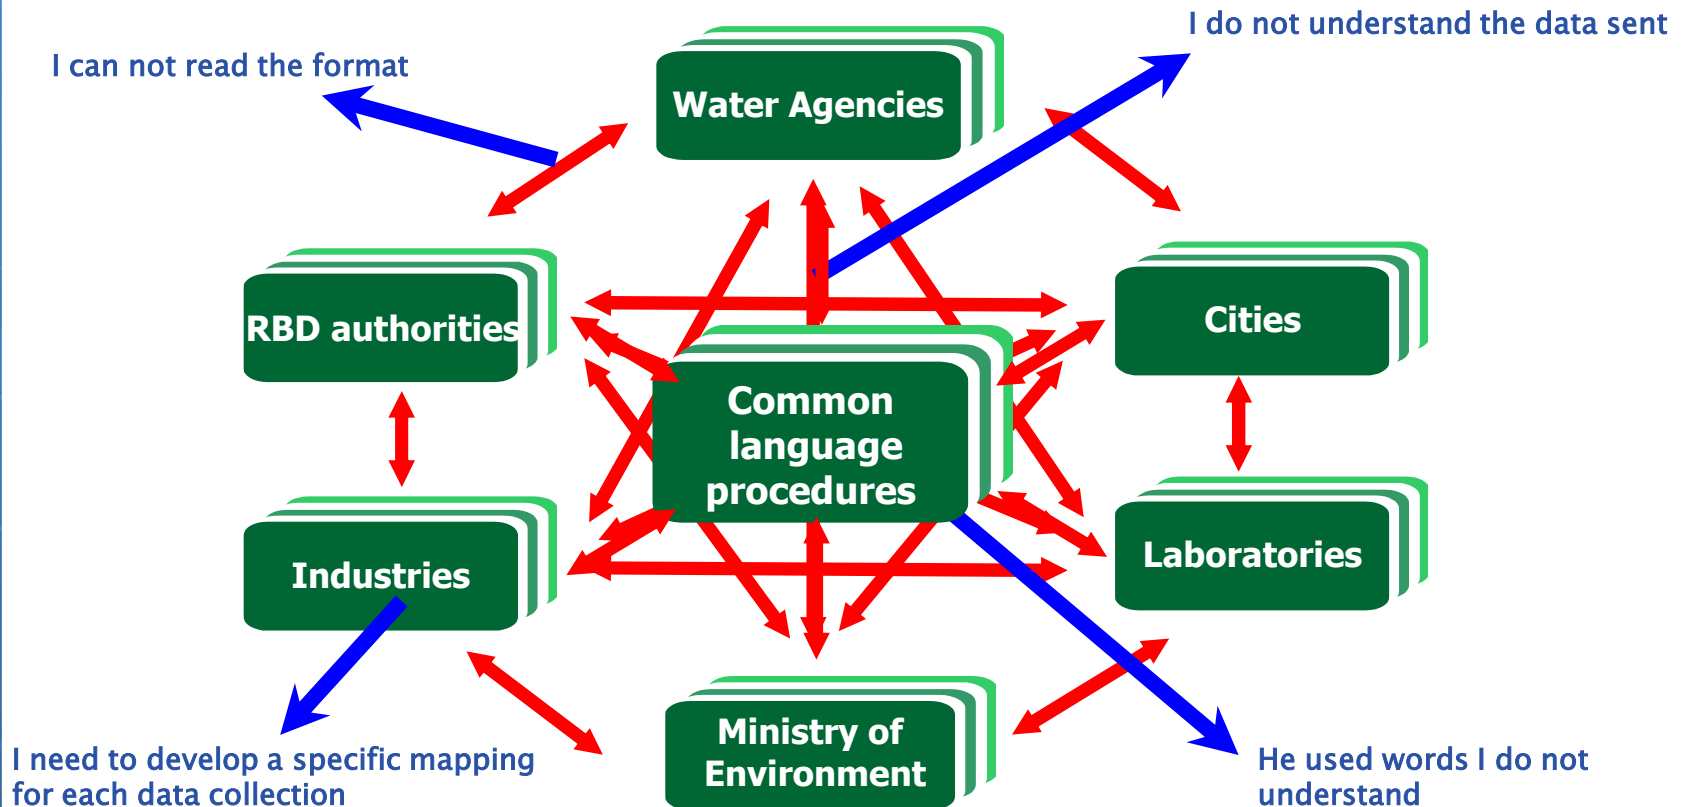 I do not understand the data sent
I can not read the format
Water Agencies
RBD authorities
Cities
Common
language
procedures
Industries
Laboratories
Ministry of
Environment
I need to develop a specific mapping
for each data collection
He used words I do not
understand